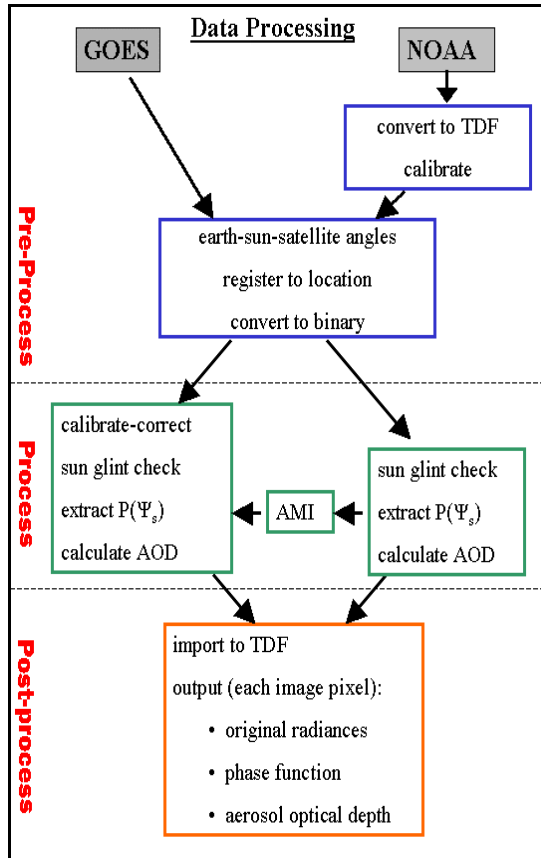 Data Processing
GOES
NOAA
convert to TDF
calibrate
Pre-Process
earth-sun-satellite angles
register to location
convert to binary
Process
calibrate-correct
sun glint check
extract P(Ψₛ)
calculate AOD
AMI
sun glint check
extract P(Ψₛ)
calculate AOD
Post-process
import to TDF
output (each image pixel):
• original radiances
• phase function
• aerosol optical depth